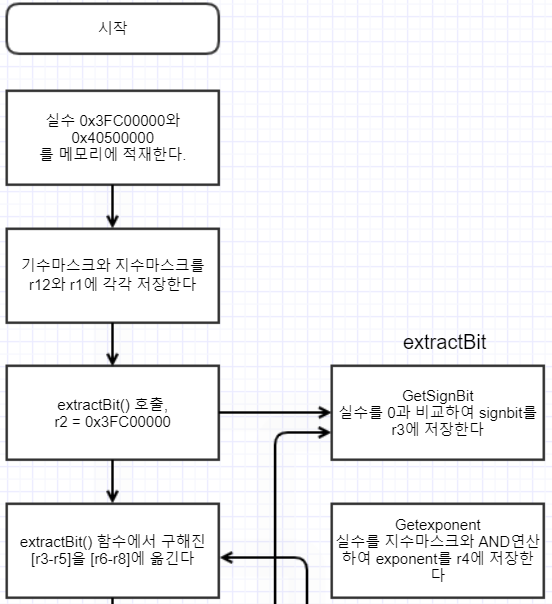 시작
실수 0x3FC00000와
0x40500000
를 메모리에 적재한다.
기수마스크와 지수마스크를
r12와 r1에 각각 저장한다
extractBit
extractBit() 호출,
r2 = 0x3FC00000
GetSignBit
실수를 0과 비교하여 signbit를
r3에 저장한다
extractBit() 함수에서 구해진
[r3-r5]을 [r6-r8]에 옮긴다
Getexponent
실수를 지수마스크와 AND연산
하여 exponent를 r4에 저장한
다